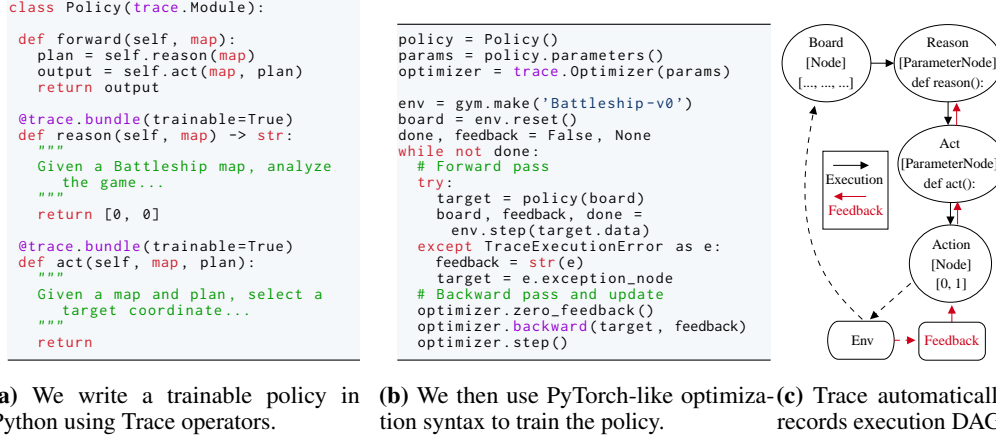 class Policy(trace.Module):
def forward(self, map):
plan = self.reason(map)
output = self.act(map, plan)
return output
@trace.bundle(trainable=True)
def reason(self, map) -> str:
"""
Given a Battleship map, analyze
the game...
"""
return [0, 0]
@trace.bundle(trainable=True)
def act(self, map, plan):
"""
Given a map and plan, select a
target coordinate...
"""
return
a) We write a trainable policy in
Python using Trace operators.
policy = Policy()
params = policy.parameters()
optimizer = trace.Optimizer(params)
env = gym.make('Battleship-v0')
board = env.reset()
done, feedback = False, None
while not done:
# Forward pass
try:
target = policy(board)
board, feedback, done =
env.step(target.data)
except TraceExecutionError as e:
feedback = str(e)
target = e.exception_node
# Backward pass and update
optimizer.zero_feedback()
optimizer.backward(target, feedback)
optimizer.step()
(b) We then use PyTorch-like optimiza-
tion syntax to train the policy.
Board
[Node]
[..., ..., ...]
Reason
[ParameterNode]
def reason():
Act
[ParameterNode]
def act():
Execution
Feedback
Action
[Node]
[0, 1]
Env
Feedback
(c) Trace automatically
records execution DAG